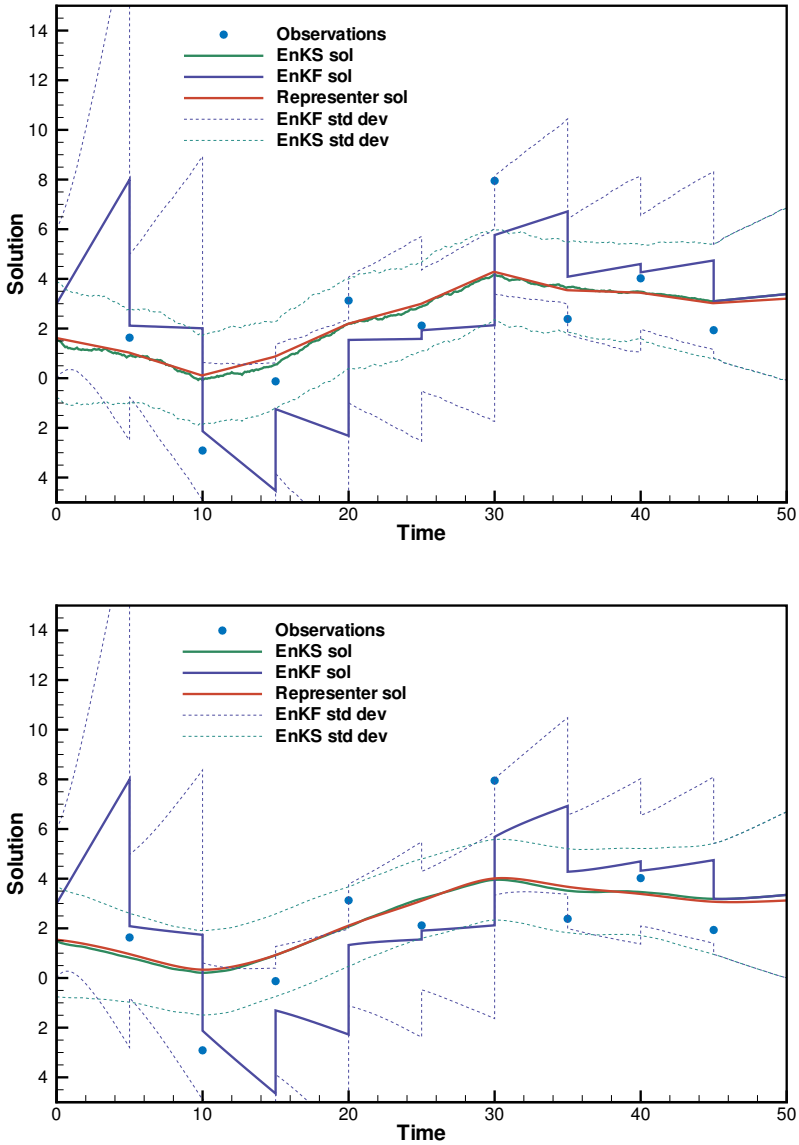 14
12
10
8
6
4
2
0
2
4
Solution
Observations
EnKS sol
EnKF sol
Representer sol
EnKF std dev
EnKS std dev
0 10 20 30 40 50
Time
14
12
10
8
6
4
2
0
2
4
Solution
Observations
EnKS sol
EnKF sol
Representer sol
EnKF std dev
EnKS std dev
0 10 20 30 40 50
Time